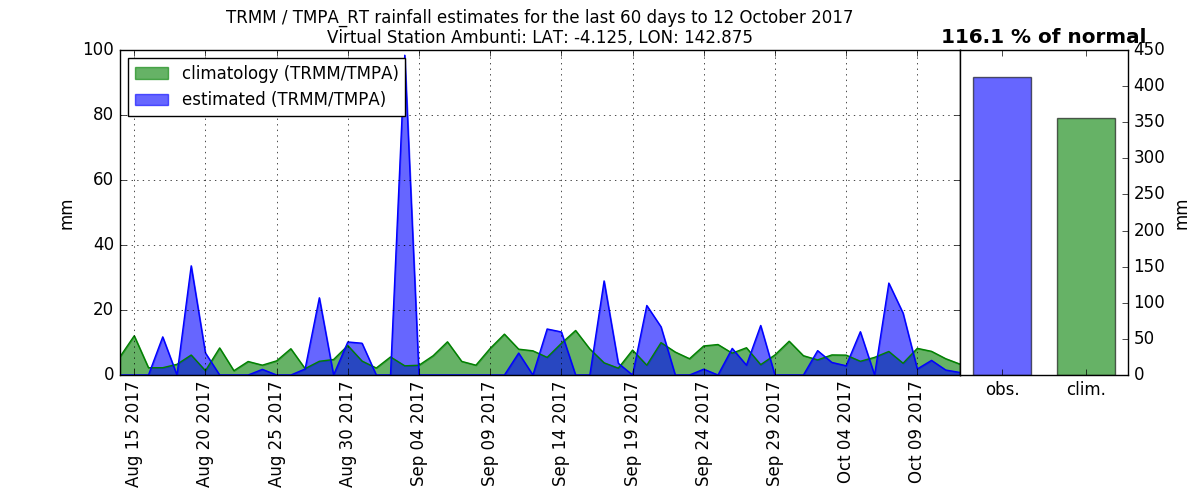 TRMM / TMPA_RT rainfall estimates for the last 60 days to 12 October 2017
Virtual Station Ambunti: LAT: -4.125, LON: 142.875
116.1 % of normal
climatology (TRMM/TMPA)
estimated (TRMM/TMPA)
100
80
60
40
20
0
mm
Aug 15 2017
Aug 20 2017
Aug 25 2017
Aug 30 2017
Sep 04 2017
Sep 09 2017
Sep 14 2017
Sep 19 2017
Sep 24 2017
Sep 29 2017
Oct 04 2017
Oct 09 2017
450
400
350
300
250
200
150
100
50
0
mm
obs.
clim.